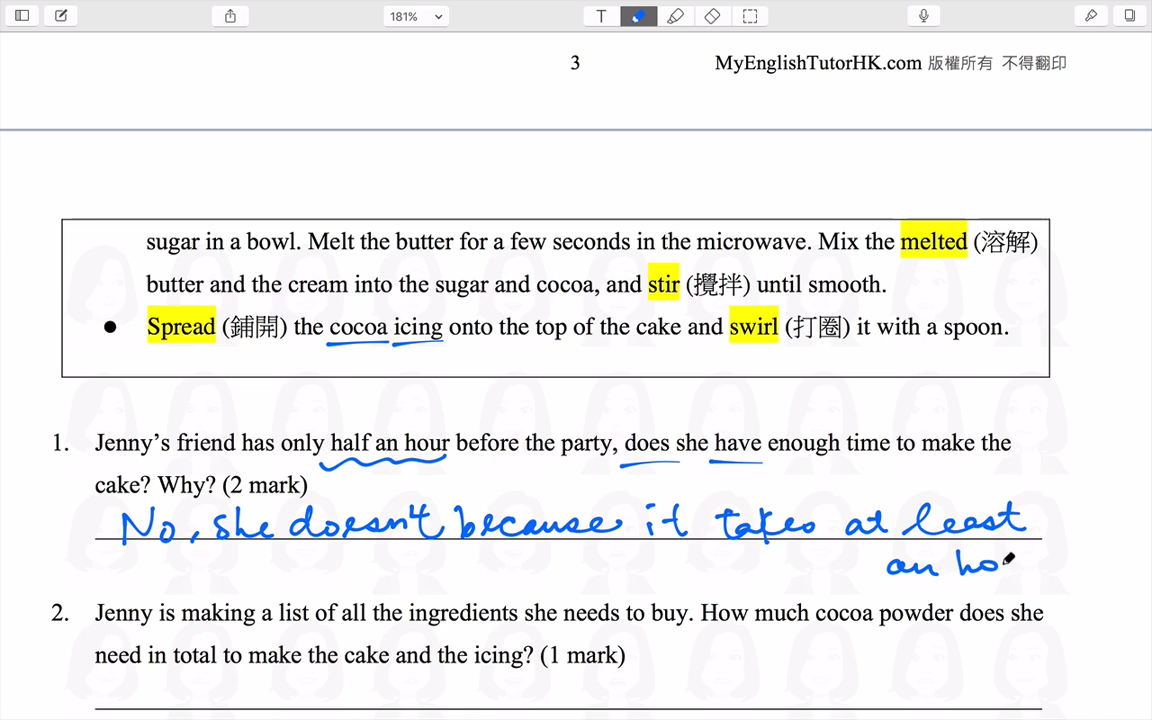 181%
T
3
MyEnglishTutorHK.com 版權所有 不得翻印
sugar in a bowl. Melt the butter for a few seconds in the microwave. Mix the melted (溶解)
butter and the cream into the sugar and cocoa, and stir (攪拌) until smooth.
● Spread (鋪開) the cocoa icing onto the top of the cake and swirl (打圈) it with a spoon.
1. Jenny’s friend has only half an hour before the party, does she have enough time to make the
cake? Why? (2 mark)
No, she doesn't because it takes at least
an ho
2. Jenny is making a list of all the ingredients she needs to buy. How much cocoa powder does she
need in total to make the cake and the icing? (1 mark)